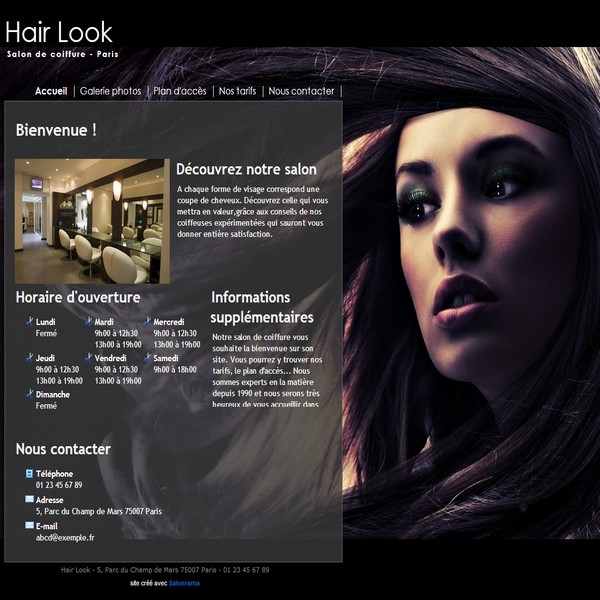 Hair Look
Salon de coiffure - Paris
Accueil | Galerie photos | Plan d'accès | Nos tarifs | Nous contacter |
Bienvenue !
Découvrez notre salon
A chaque forme de visage correspond une
coupe de cheveux. Découvrez celle qui vous
mettra en valeur,grâce aux conseils de nos
coiffeuses expérimentées qui sauront vous
donner entière satisfaction.
Horaire d'ouverture
Lundi
Fermé
Mardi
9h00 à 12h30
13h00 à 19h00
Mercredi
9h00 à 12h30
13h00 à 19h00
Jeudi
9h00 à 12h30
13h00 à 19h00
Vendredi
9h00 à 12h30
13h00 à 19h00
Samedi
9h00 à 18h00
Dimanche
Fermé
Informations
supplémentaires
Notre salon de coiffure vous
souhaite la bienvenue sur son
site. Vous pourrez y trouver nos
tarifs, le plan d'accès... Nous
sommes experts en la matière
depuis 1990 et nous serons très
heureux de vous accueillir dans
Nous contacter
Téléphone
01 23 45 67 89
Adresse
5, Parc du Champ de Mars 75007 Paris
E-mail
abcd@exemple.fr
Hair Look - 5, Parc du Champ de Mars 75007 Paris - 01 23 45 67 89
site créé avec Salonrama